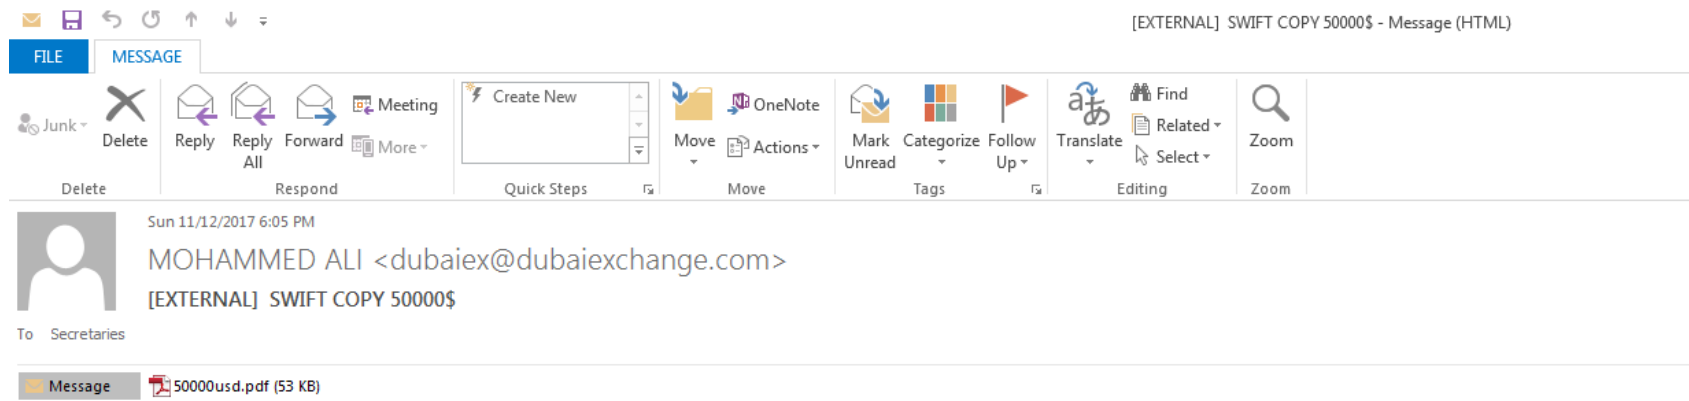 [EXTERNAL] SWIFT COPY 50000$ - Message (HTML)
FILE MESSAGE
Junk
Delete
Reply
Reply All
Forward
Meeting
More
Create New
Move
OneNote
Actions
Mark Unread
Categorize
Follow Up
Translate
Find
Related
Select
Zoom
Delete Respond Quick Steps Move Tags Editing Zoom
Sun 11/12/2017 6:05 PM
MOHAMMED ALI <dubaiex@dubaiexchange.com>
[EXTERNAL] SWIFT COPY 50000$
To Secretaries
Message 50000usd.pdf (53 KB)